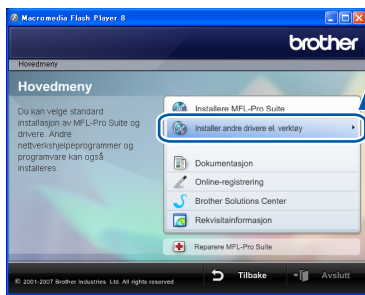 Macromedia Flash Player 8
brother
Hovedmeny
Hovedmeny
Du kan velge standard
installasjon av MFL-Pro Suite og
drivere. Andre
nettverkshjelpeprogrammer og
programvare kan også
installeres.
Installere MFL-Pro Suite
Installer andre drivere el. verktøy
Dokumentasjon
Online-registrering
Brother Solutions Center
Rekvisitainformasjon
Reparere MFL-Pro Suite
© 2001-2007 Brother Industries Ltd. All rights reserved
Tilbake
Avslutt